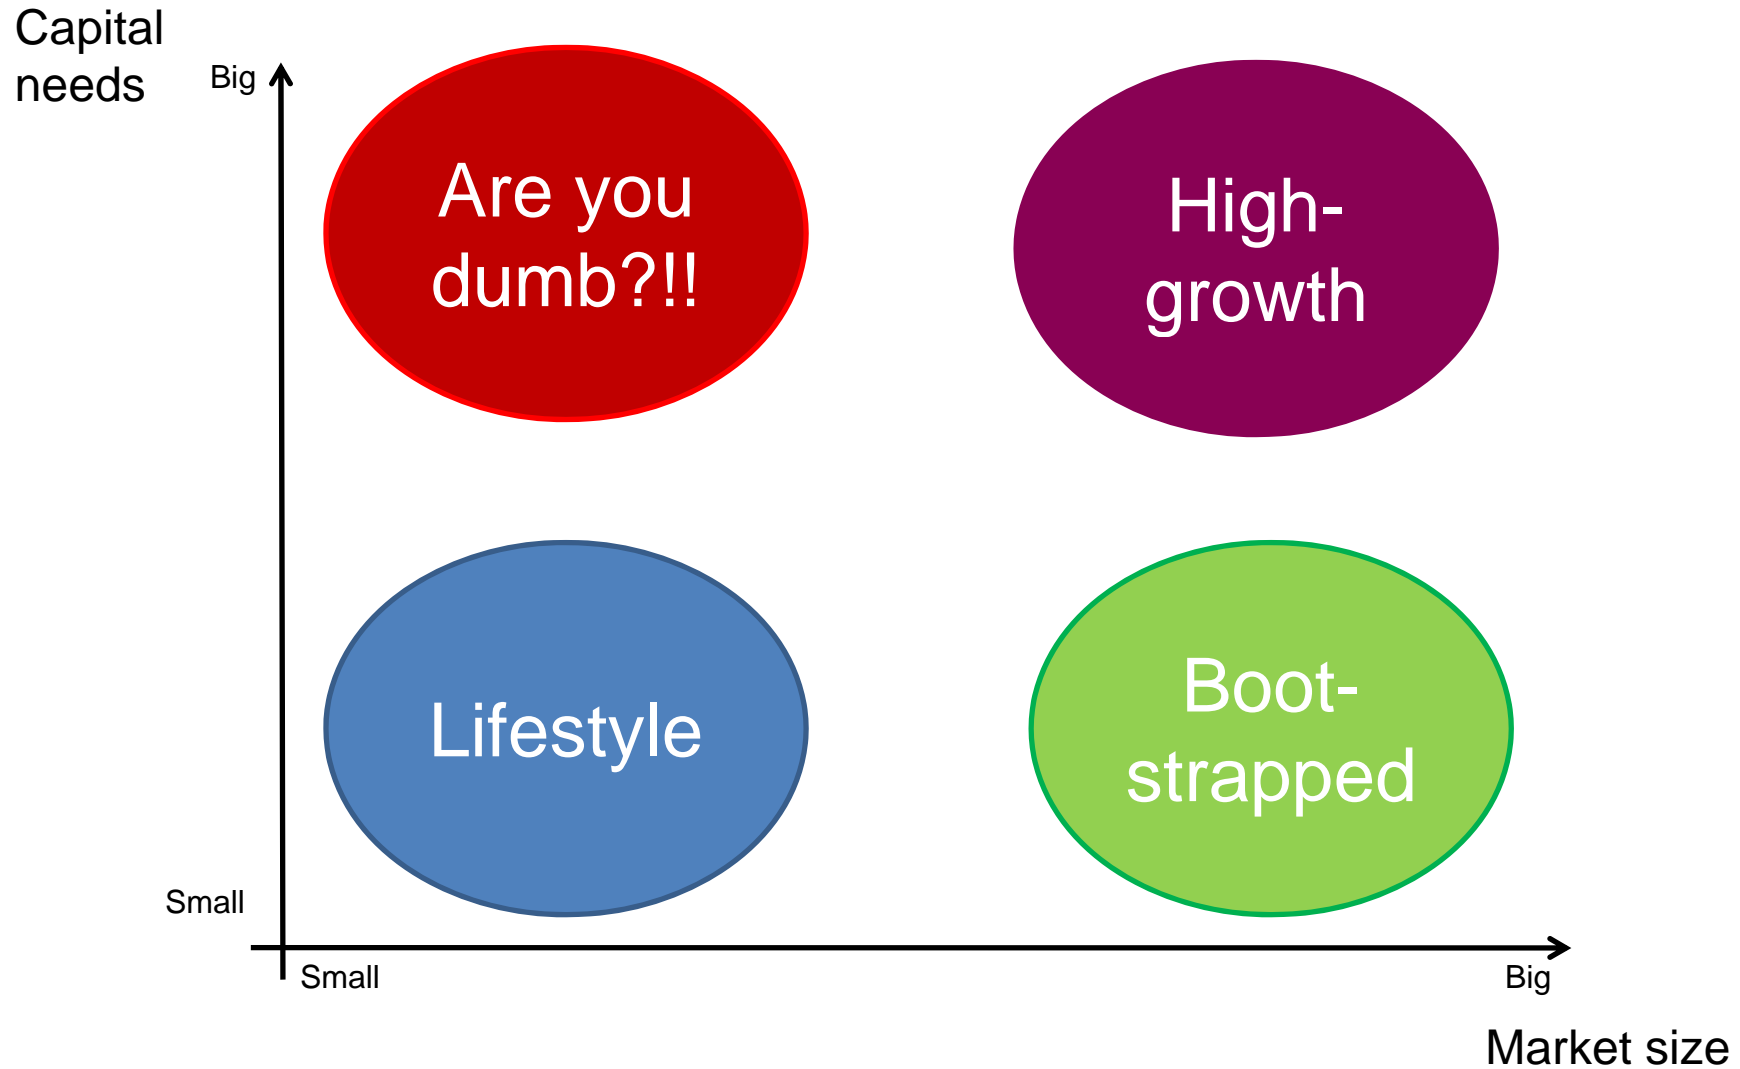 Capital
needs
Big
Are you
dumb?!!
High-
growth
Lifestyle
Boot-
strapped
Small
Small
Big
Market size